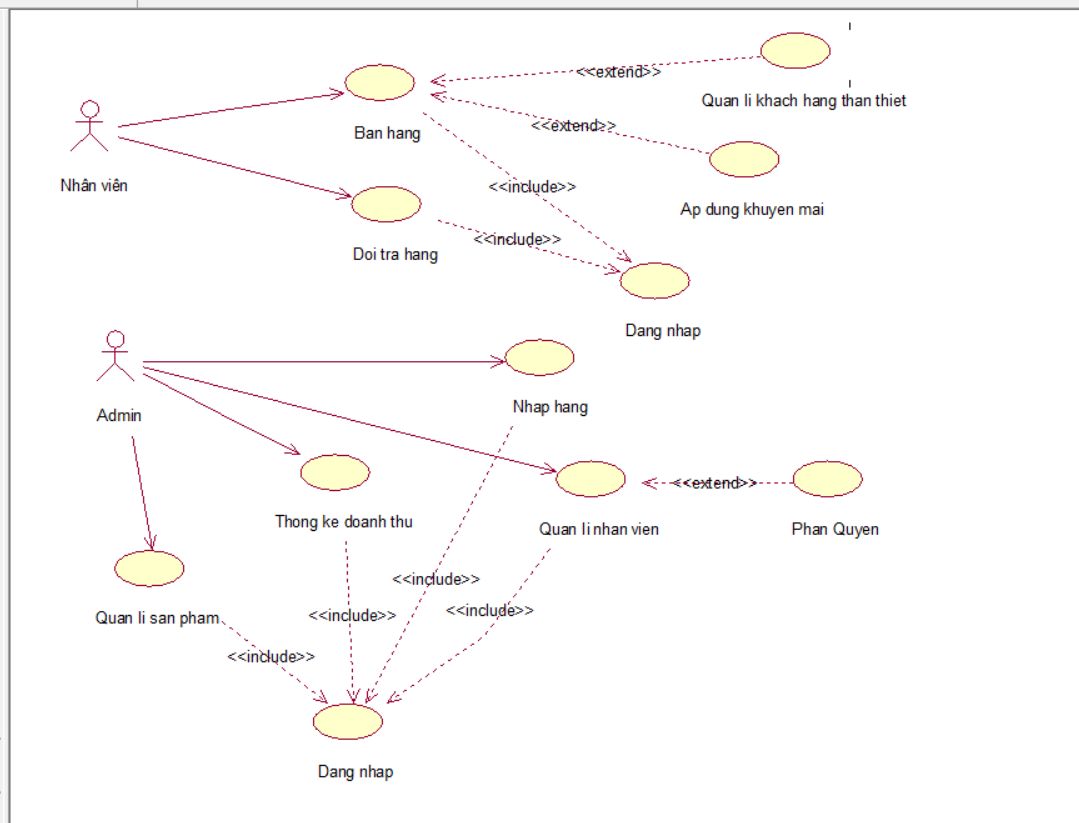 <<extend>>
Quan li khach hang than thiet
<<extend>>
Ban hang
Nhân viên
<<include>>
Ap dung khuyen mai
<<include>>
Doi tra hang
Dang nhap
Admin
Nhap hang
<<extend>>
Thong ke doanh thu
Quan li nhan vien
Phan Quyen
<<include>>
<<include>>
<<include>>
Quan li san pham
<<include>>
Dang nhap